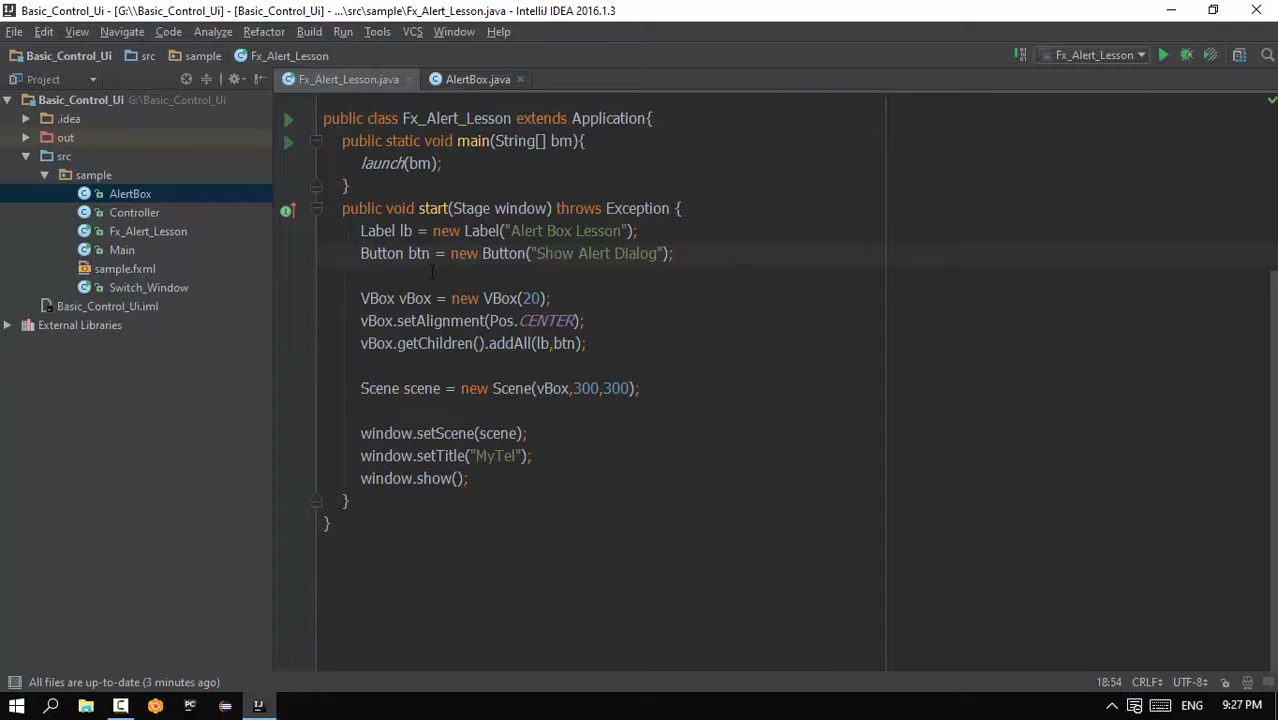 Basic_Control_Ui - [G:\\Basic_Control_Ui] - [Basic_Control_Ui] - ...\src\sample\Fx_Alert_Lesson.java - IntelliJ IDEA 2016.1.3
File Edit View Navigate Code Analyze Refactor Build Run Tools VCS Window Help
Basic_Control_Ui src sample Fx_Alert_Lesson Fx_Alert_Lesson
Project Fx_Alert_Lesson.java AlertBox.java
Basic_Control_Ui G:\Basic_Control_Ui
.idea
out
src
sample
AlertBox
Controller
Fx_Alert_Lesson
Main
sample.fxml
Switch_Window
Basic_Control_Ui.iml
External Libraries
public class Fx_Alert_Lesson extends Application{
public static void main(String[] bm){
launch(bm);
}
public void start(Stage window) throws Exception {
Label lb = new Label("Alert Box Lesson");
Button btn = new Button("Show Alert Dialog");
VBox vBox = new VBox(20);
vBox.setAlignment(Pos.CENTER);
vBox.getChildren().addAll(lb,btn);
Scene scene = new Scene(vBox,300,300);
window.setScene(scene);
window.setTitle("MyTel");
window.show();
}
}
All files are up-to-date (3 minutes ago) 18:54 CRLF UTF-8
PC ENG 9:27 PM